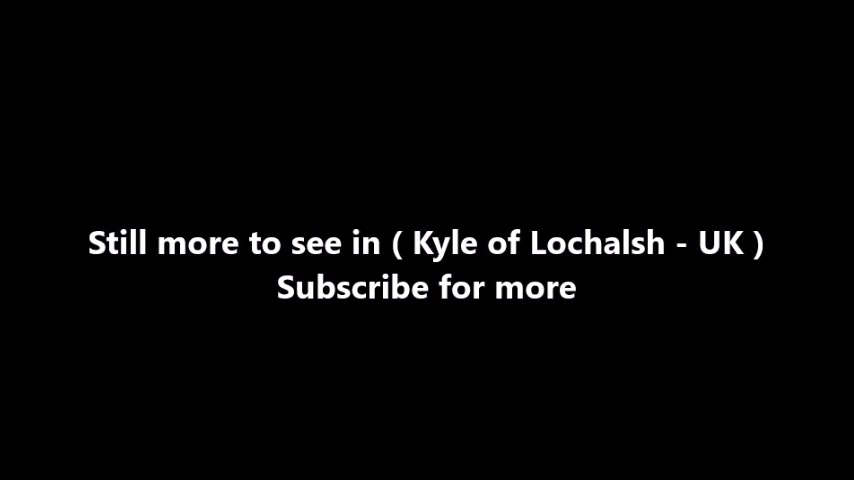 Still more to see in ( Kyle of Lochalsh - UK )
Subscribe for more